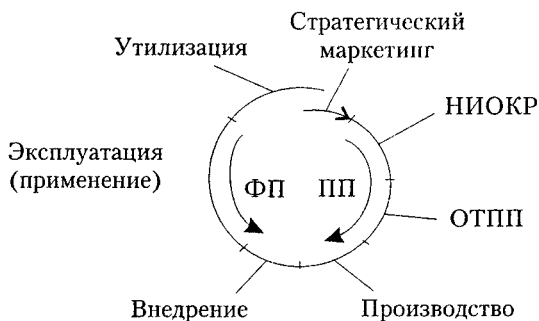 Стратегический
маркетинг
Утилизация
НИОКР
Эксплуатация
(применение)
ФП ПП
ОТПП
Внедрение
Производство